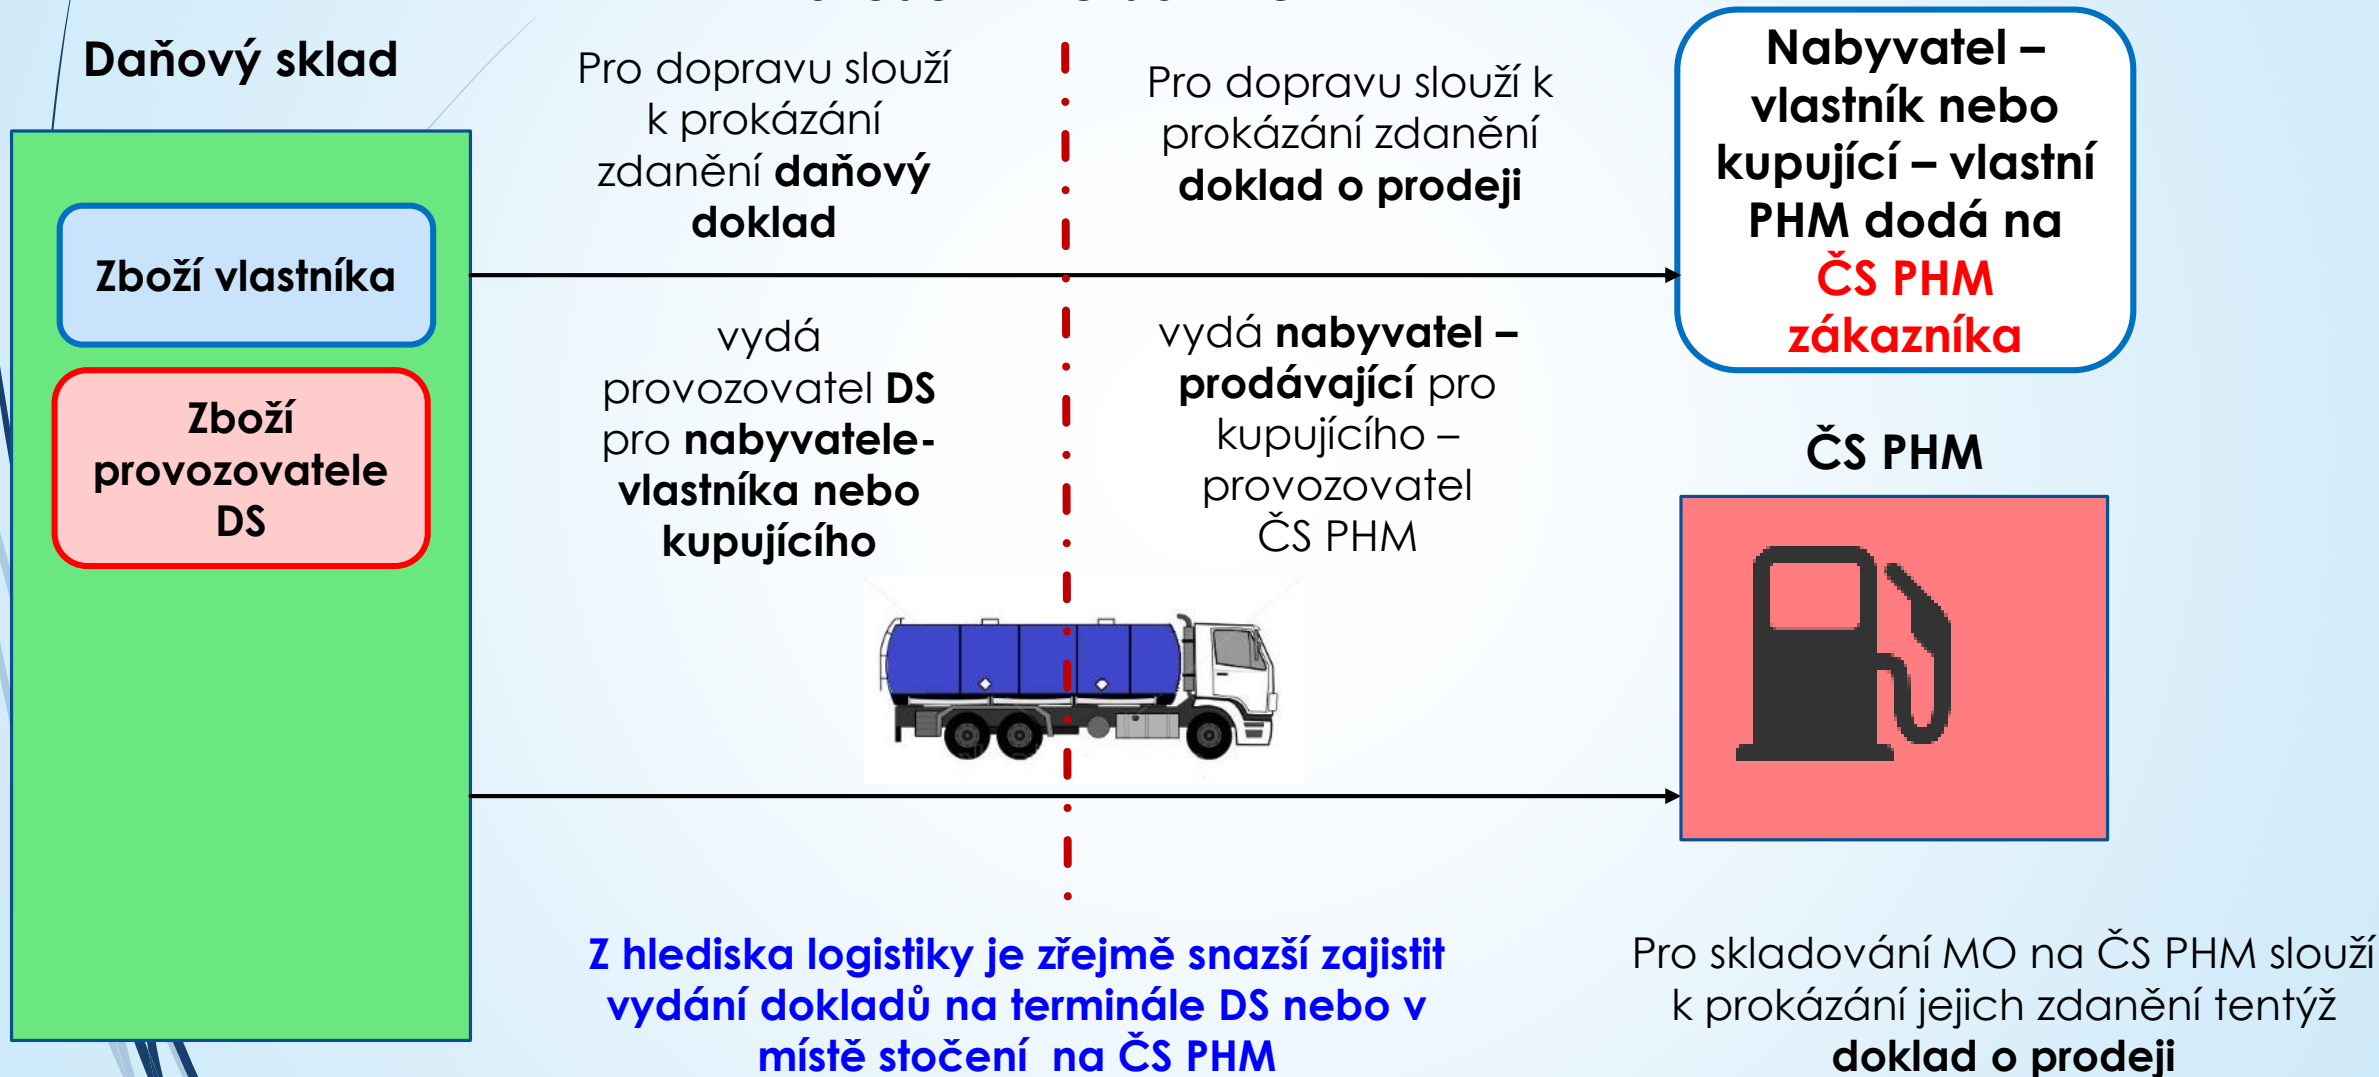 Daňový sklad
Zboží vlastníka
Zboží
provozovatele
DS
Pro dopravu slouží
k prokázání
zdanění daňový
doklad
vydá
provozovatel DS
pro nabyvatele-
vlastníka nebo
kupujícího
Pro dopravu slouží k
prokázání zdanění
doklad o prodeji
vydá nabyvatel –
prodávající pro
kupujícího –
provozovatel
ČS PHM
Nabyvatel –
vlastník nebo
kupující – vlastní
PHM dodá na
ČS PHM
zákazníka
ČS PHM
Z hlediska logistiky je zřejmě snazší zajistit
vydání dokladů na terminále DS nebo v
místě stočení na ČS PHM
Pro skladování MO na ČS PHM slouží
k prokázání jejich zdanění tentýž
doklad o prodeji